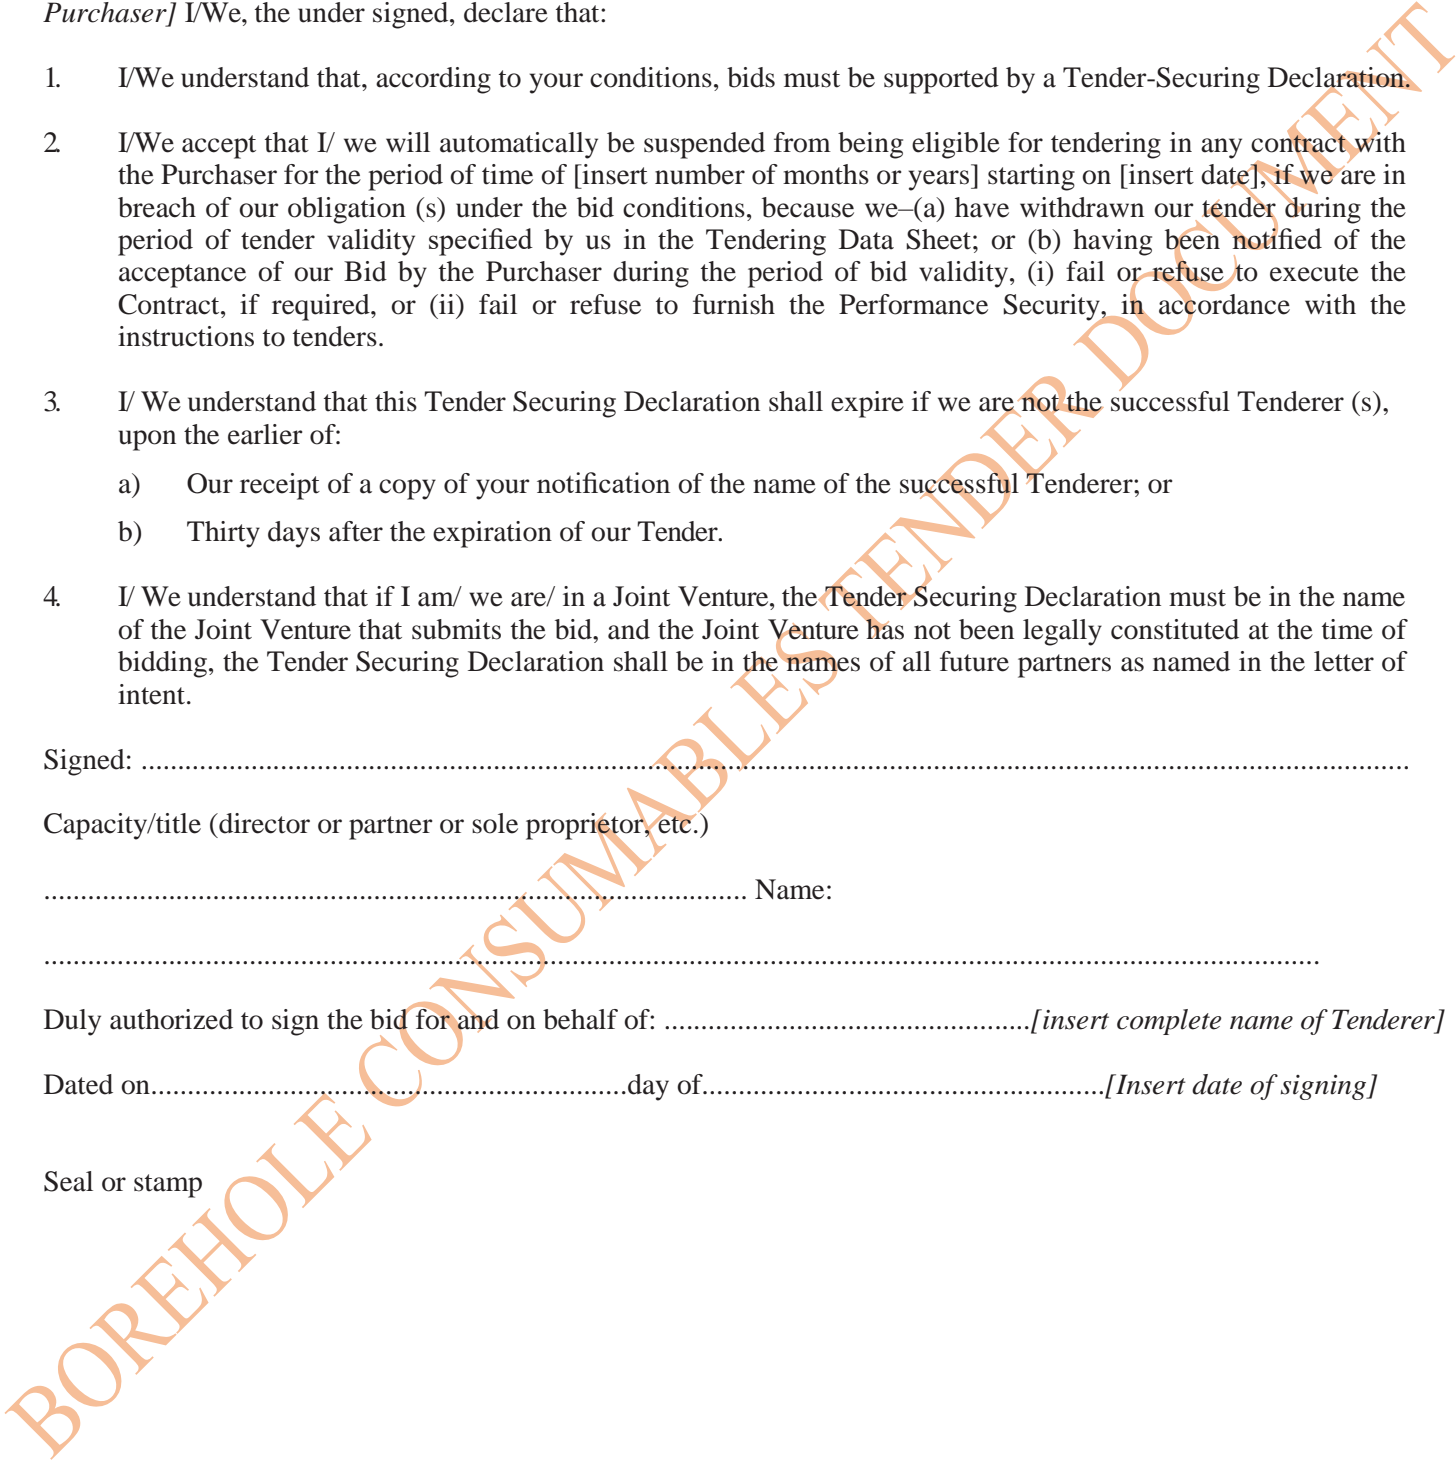 Purchaser] I/We, the under signed, declare that:
1. I/We understand that, according to your conditions, bids must be supported by a Tender-Securing Declaration.
2. I/We accept that I/ we will automatically be suspended from being eligible for tendering in any contract with
the Purchaser for the period of time of [insert number of months or years] starting on [insert date], if we are in
breach of our obligation (s) under the bid conditions, because we–(a) have withdrawn our tender during the
period of tender validity specified by us in the Tendering Data Sheet; or (b) having been notified of the
acceptance of our Bid by the Purchaser during the period of bid validity, (i) fail or refuse to execute the
Contract, if required, or (ii) fail or refuse to furnish the Performance Security, in accordance with the
instructions to tenders.
3. I/ We understand that this Tender Securing Declaration shall expire if we are not the successful Tenderer (s),
upon the earlier of:
a) Our receipt of a copy of your notification of the name of the successful Tenderer; or
b) Thirty days after the expiration of our Tender.
4. I/ We understand that if I am/ we are/ in a Joint Venture, the Tender Securing Declaration must be in the name
of the Joint Venture that submits the bid, and the Joint Venture has not been legally constituted at the time of
bidding, the Tender Securing Declaration shall be in the names of all future partners as named in the letter of
intent.
Signed: ................................................................................................................................................................................
Capacity/title (director or partner or sole proprietor, etc.)
................................................................................................ Name:
..............................................................................................................................................................................
Duly authorized to sign the bid for and on behalf of: ..................................................[insert complete name of Tenderer]
Dated on.................................................................day of.......................................................[Insert date of signing]
Seal or stamp
BOREHOLE CONSUMABLES TENDER DOCUMENT